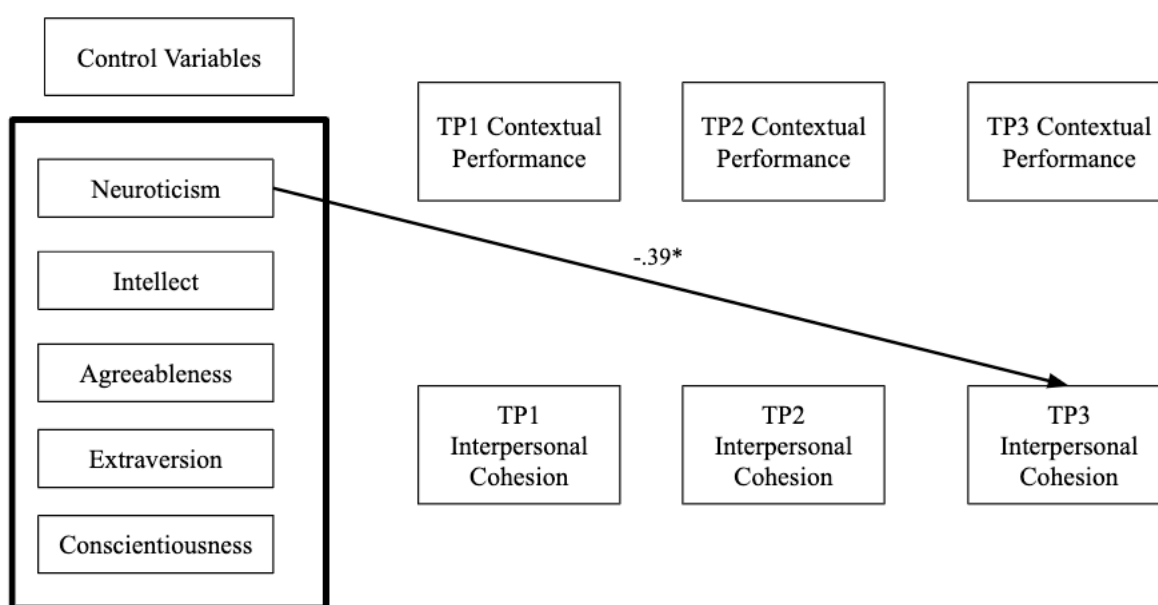 Control Variables
Neuroticism
Intellect
Agreeableness
Extraversion
Conscientiousness
TP1 Contextual
Performance
TP2 Contextual
Performance
TP3 Contextual
Performance
-.39*
TP1
Interpersonal
Cohesion
TP2
Interpersonal
Cohesion
TP3
Interpersonal
Cohesion